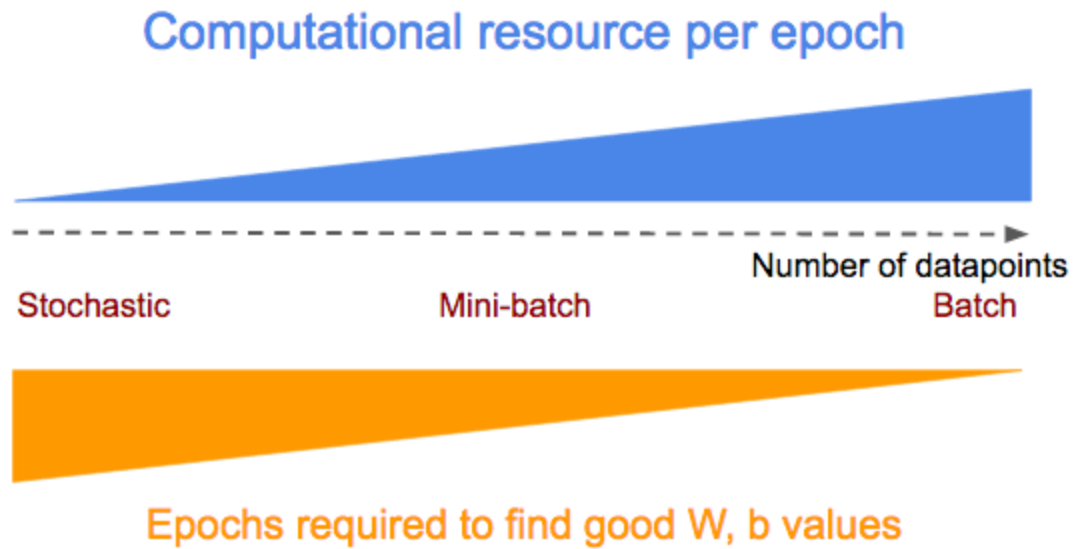 Computational resource per epoch
Number of datapoints
Stochastic Mini-batch Batch
Epochs required to find good W, b values